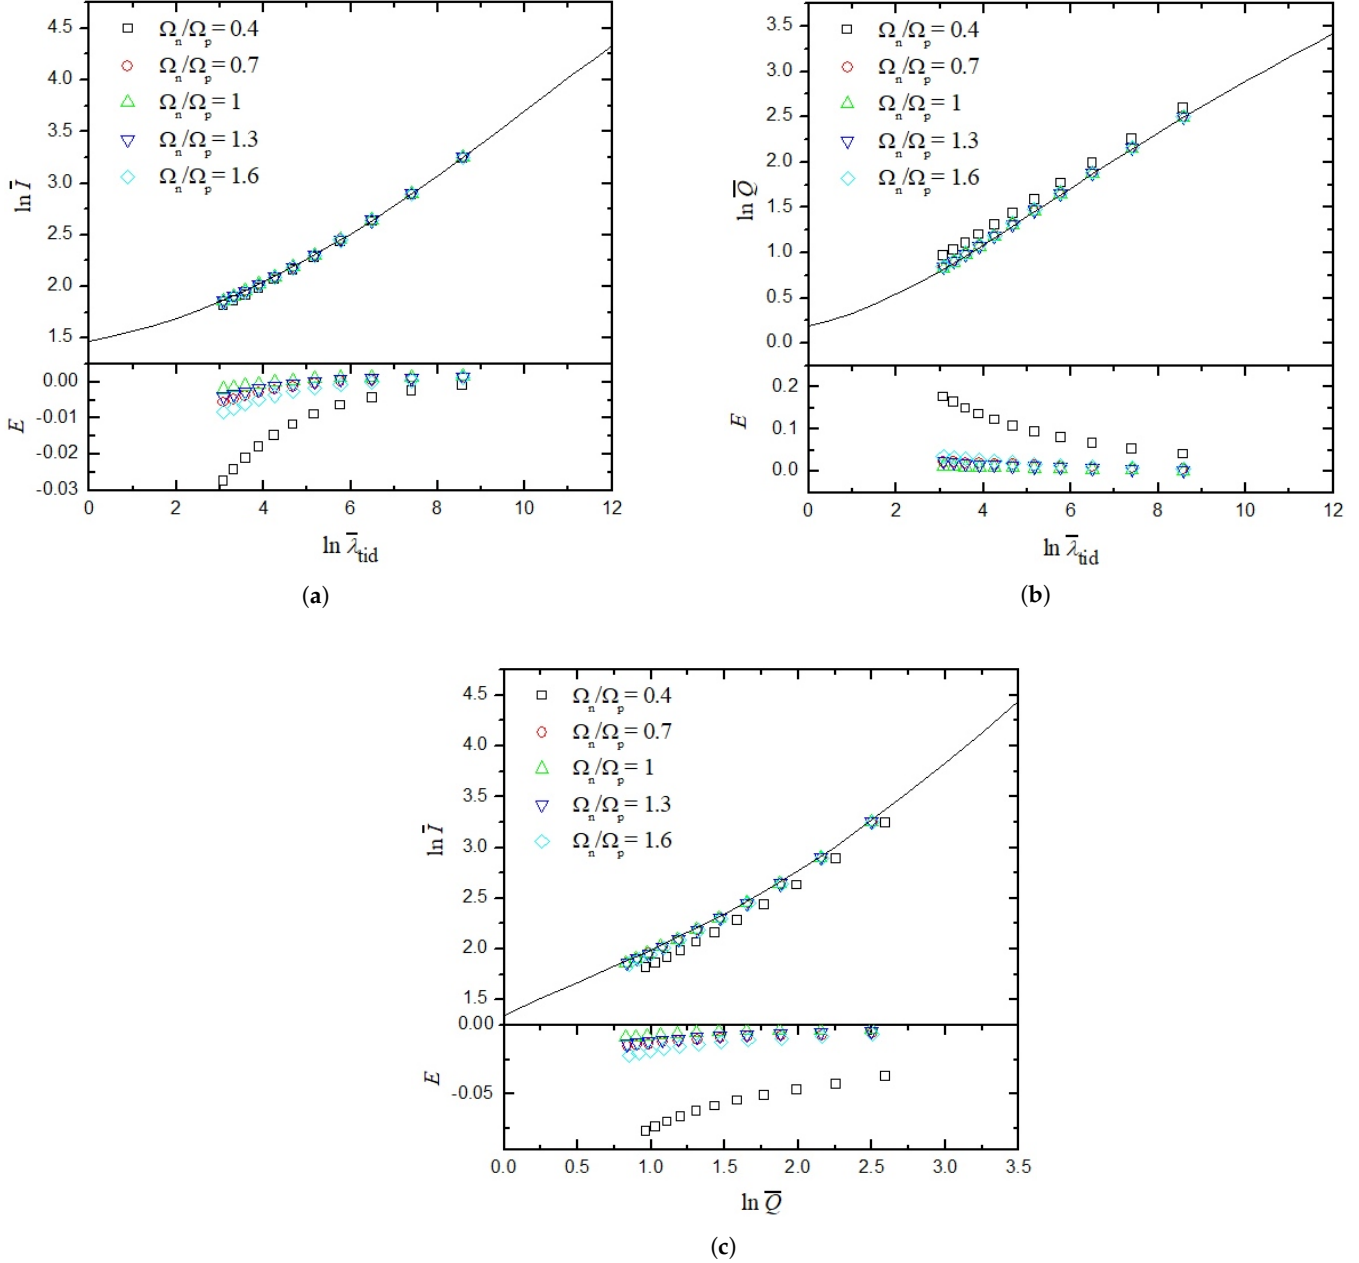 4.5
4.0
3.5
3.0
2.5
2.0
1.5
ln Ī
Ωn/Ωp = 0.4
Ωn/Ωp = 0.7
Ωn/Ωp = 1
Ωn/Ωp = 1.3
Ωn/Ωp = 1.6
0.00
-0.01
-0.02
-0.03
E
0 2 4 6 8 10 12
ln λ̄tid
(a)
3.5
3.0
2.5
2.0
1.5
1.0
0.5
0.0
ln Q̄
Ωn/Ωp = 0.4
Ωn/Ωp = 0.7
Ωn/Ωp = 1
Ωn/Ωp = 1.3
Ωn/Ωp = 1.6
0.2
0.1
0.0
E
0 2 4 6 8 10 12
ln λ̄tid
(b)
4.5
4.0
3.5
3.0
2.5
2.0
1.5
ln Ī
Ωn/Ωp = 0.4
Ωn/Ωp = 0.7
Ωn/Ωp = 1
Ωn/Ωp = 1.3
Ωn/Ωp = 1.6
0.00
-0.05
E
0.0 0.5 1.0 1.5 2.0 2.5 3.0 3.5
ln Q̄
(c)